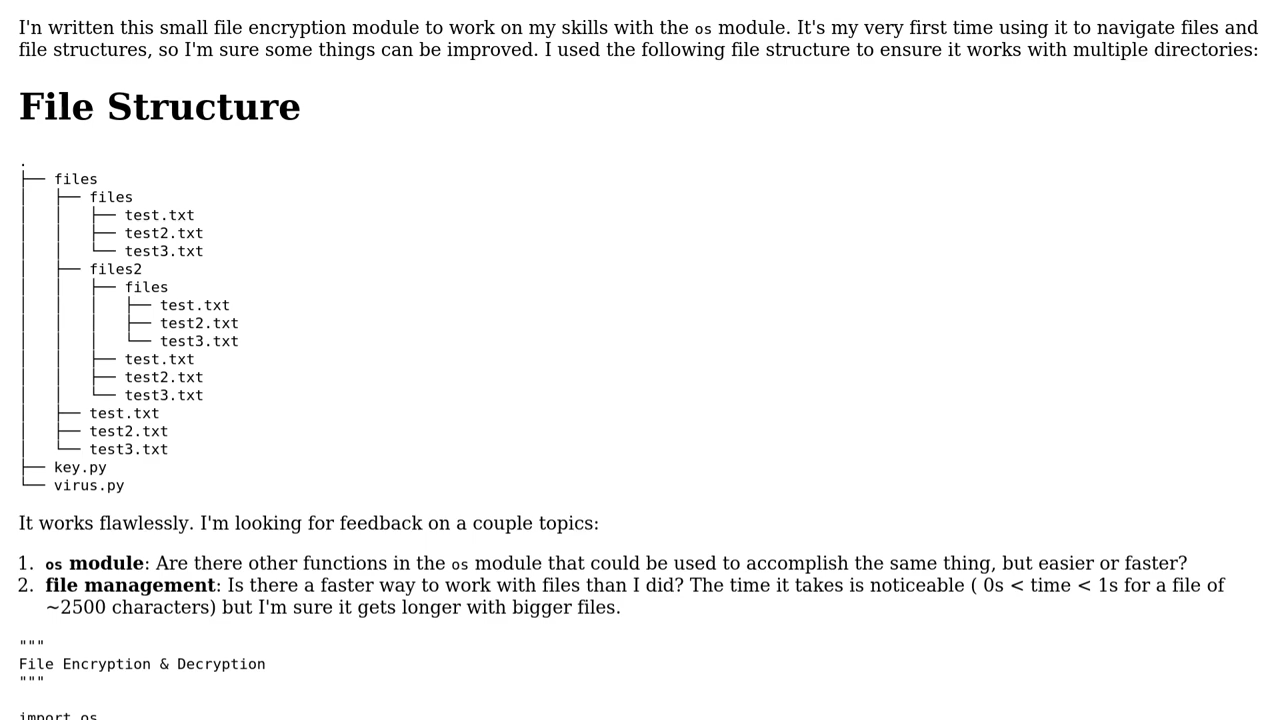 I'n written this small file encryption module to work on my skills with the os module. It's my very first time using it to navigate files and
file structures, so I'm sure some things can be improved. I used the following file structure to ensure it works with multiple directories:
File Structure
.
├── files
│   ├── files
│   │   ├── test.txt
│   │   ├── test2.txt
│   │   └── test3.txt
│   ├── files2
│   │   ├── files
│   │   │   ├── test.txt
│   │   │   ├── test2.txt
│   │   │   └── test3.txt
│   │   ├── test.txt
│   │   ├── test2.txt
│   │   └── test3.txt
│   ├── test.txt
│   ├── test2.txt
│   └── test3.txt
├── key.py
└── virus.py
It works flawlessly. I'm looking for feedback on a couple topics:
1. os module: Are there other functions in the os module that could be used to accomplish the same thing, but easier or faster?
2. file management: Is there a faster way to work with files than I did? The time it takes is noticeable ( 0s < time < 1s for a file of
~2500 characters) but I'm sure it gets longer with bigger files.
"""
File Encryption & Decryption
"""
import os